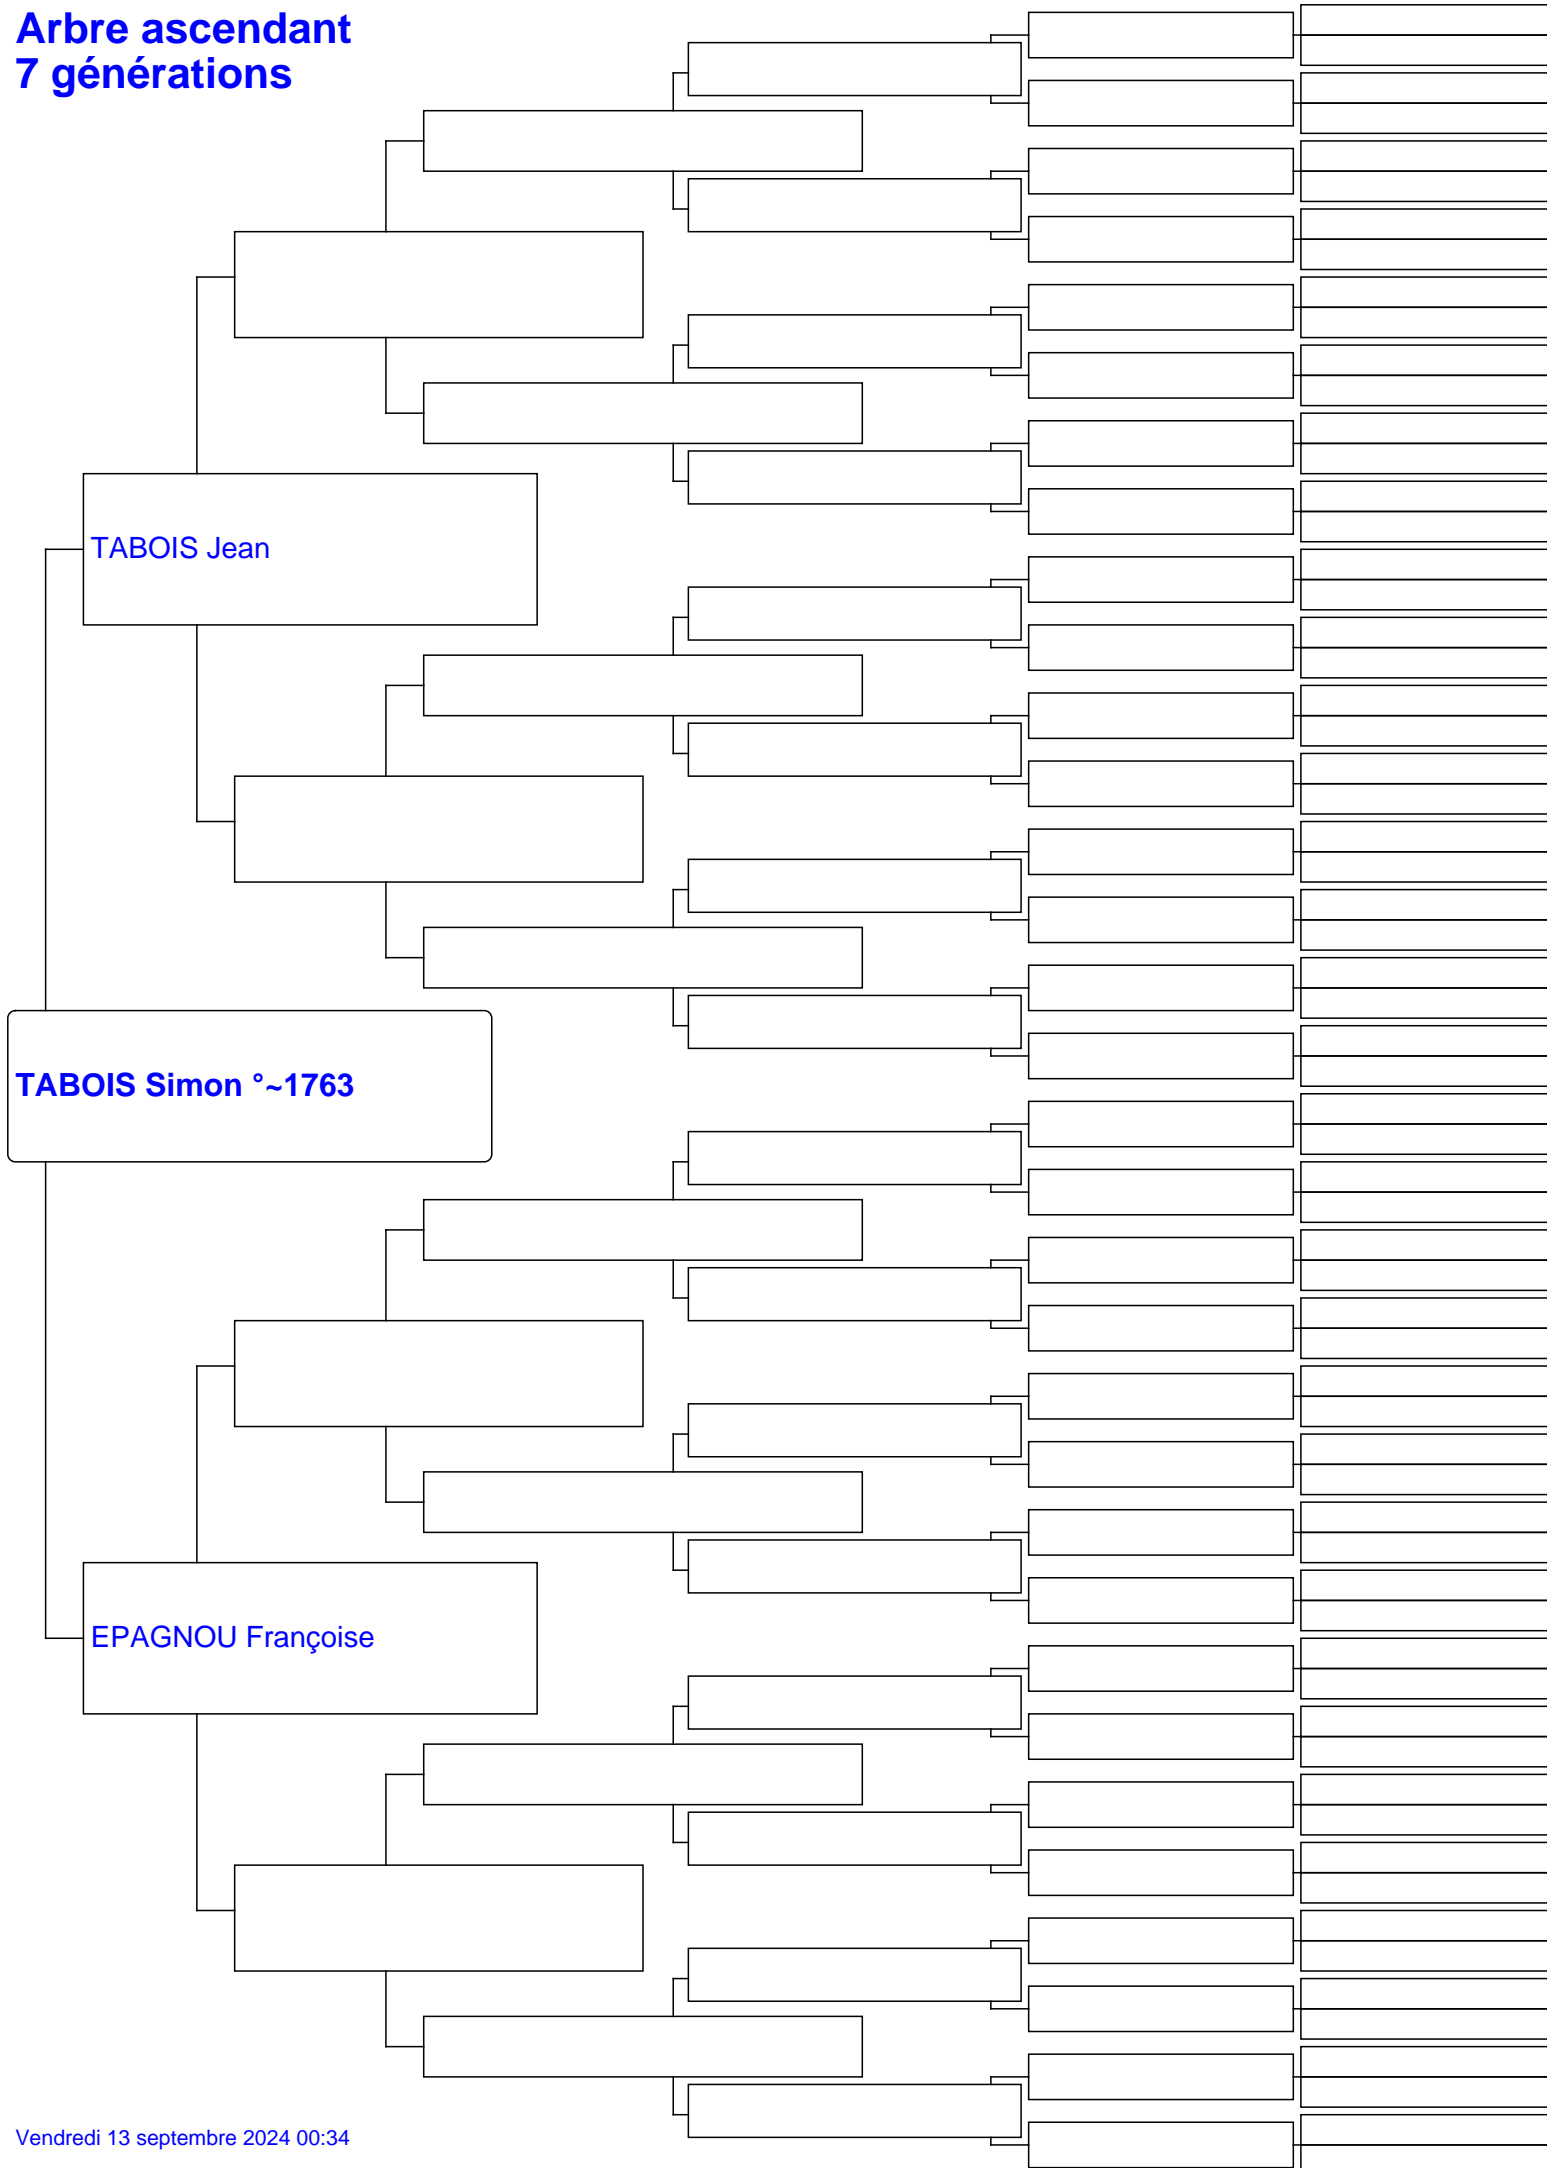 Arbre ascendant
7 générations
TABOIS Jean
TABOIS Simon °~1763
EPAGNOU Françoise
Vendredi 13 septembre 2024 00:34